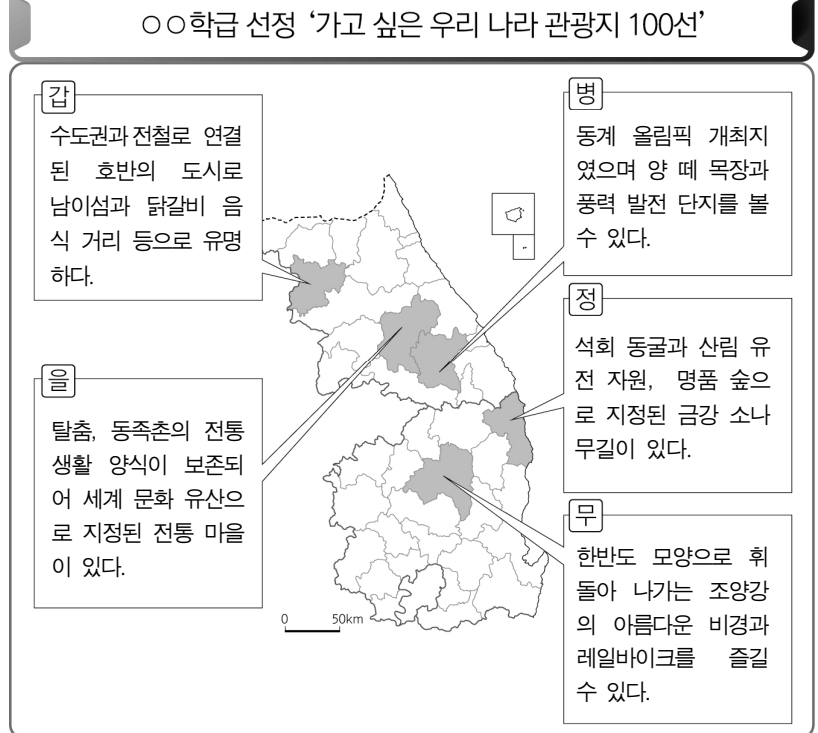 ○○학급 선정 ‘가고 싶은 우리 나라 관광지 100선’
갑
수도권과 전철로 연결
된 호반의 도시로
남이섬과 닭갈비 음
식 거리 등으로 유명
하다.
을
탈춤, 동족촌의 전통
생활 양식이 보존되
어 세계 문화 유산으
로 지정된 전통 마을
이 있다.
병
동계 올림픽 개최지
였으며 양 떼 목장과
풍력 발전 단지를 볼
수 있다.
정
석회 동굴과 산림 유
전 자원, 명품 숲으
로 지정된 금강 소나
무길이 있다.
무
한반도 모양으로 휘
돌아 나가는 조양강
의 아름다운 비경과
레일바이크를 즐길
수 있다.
0 50km